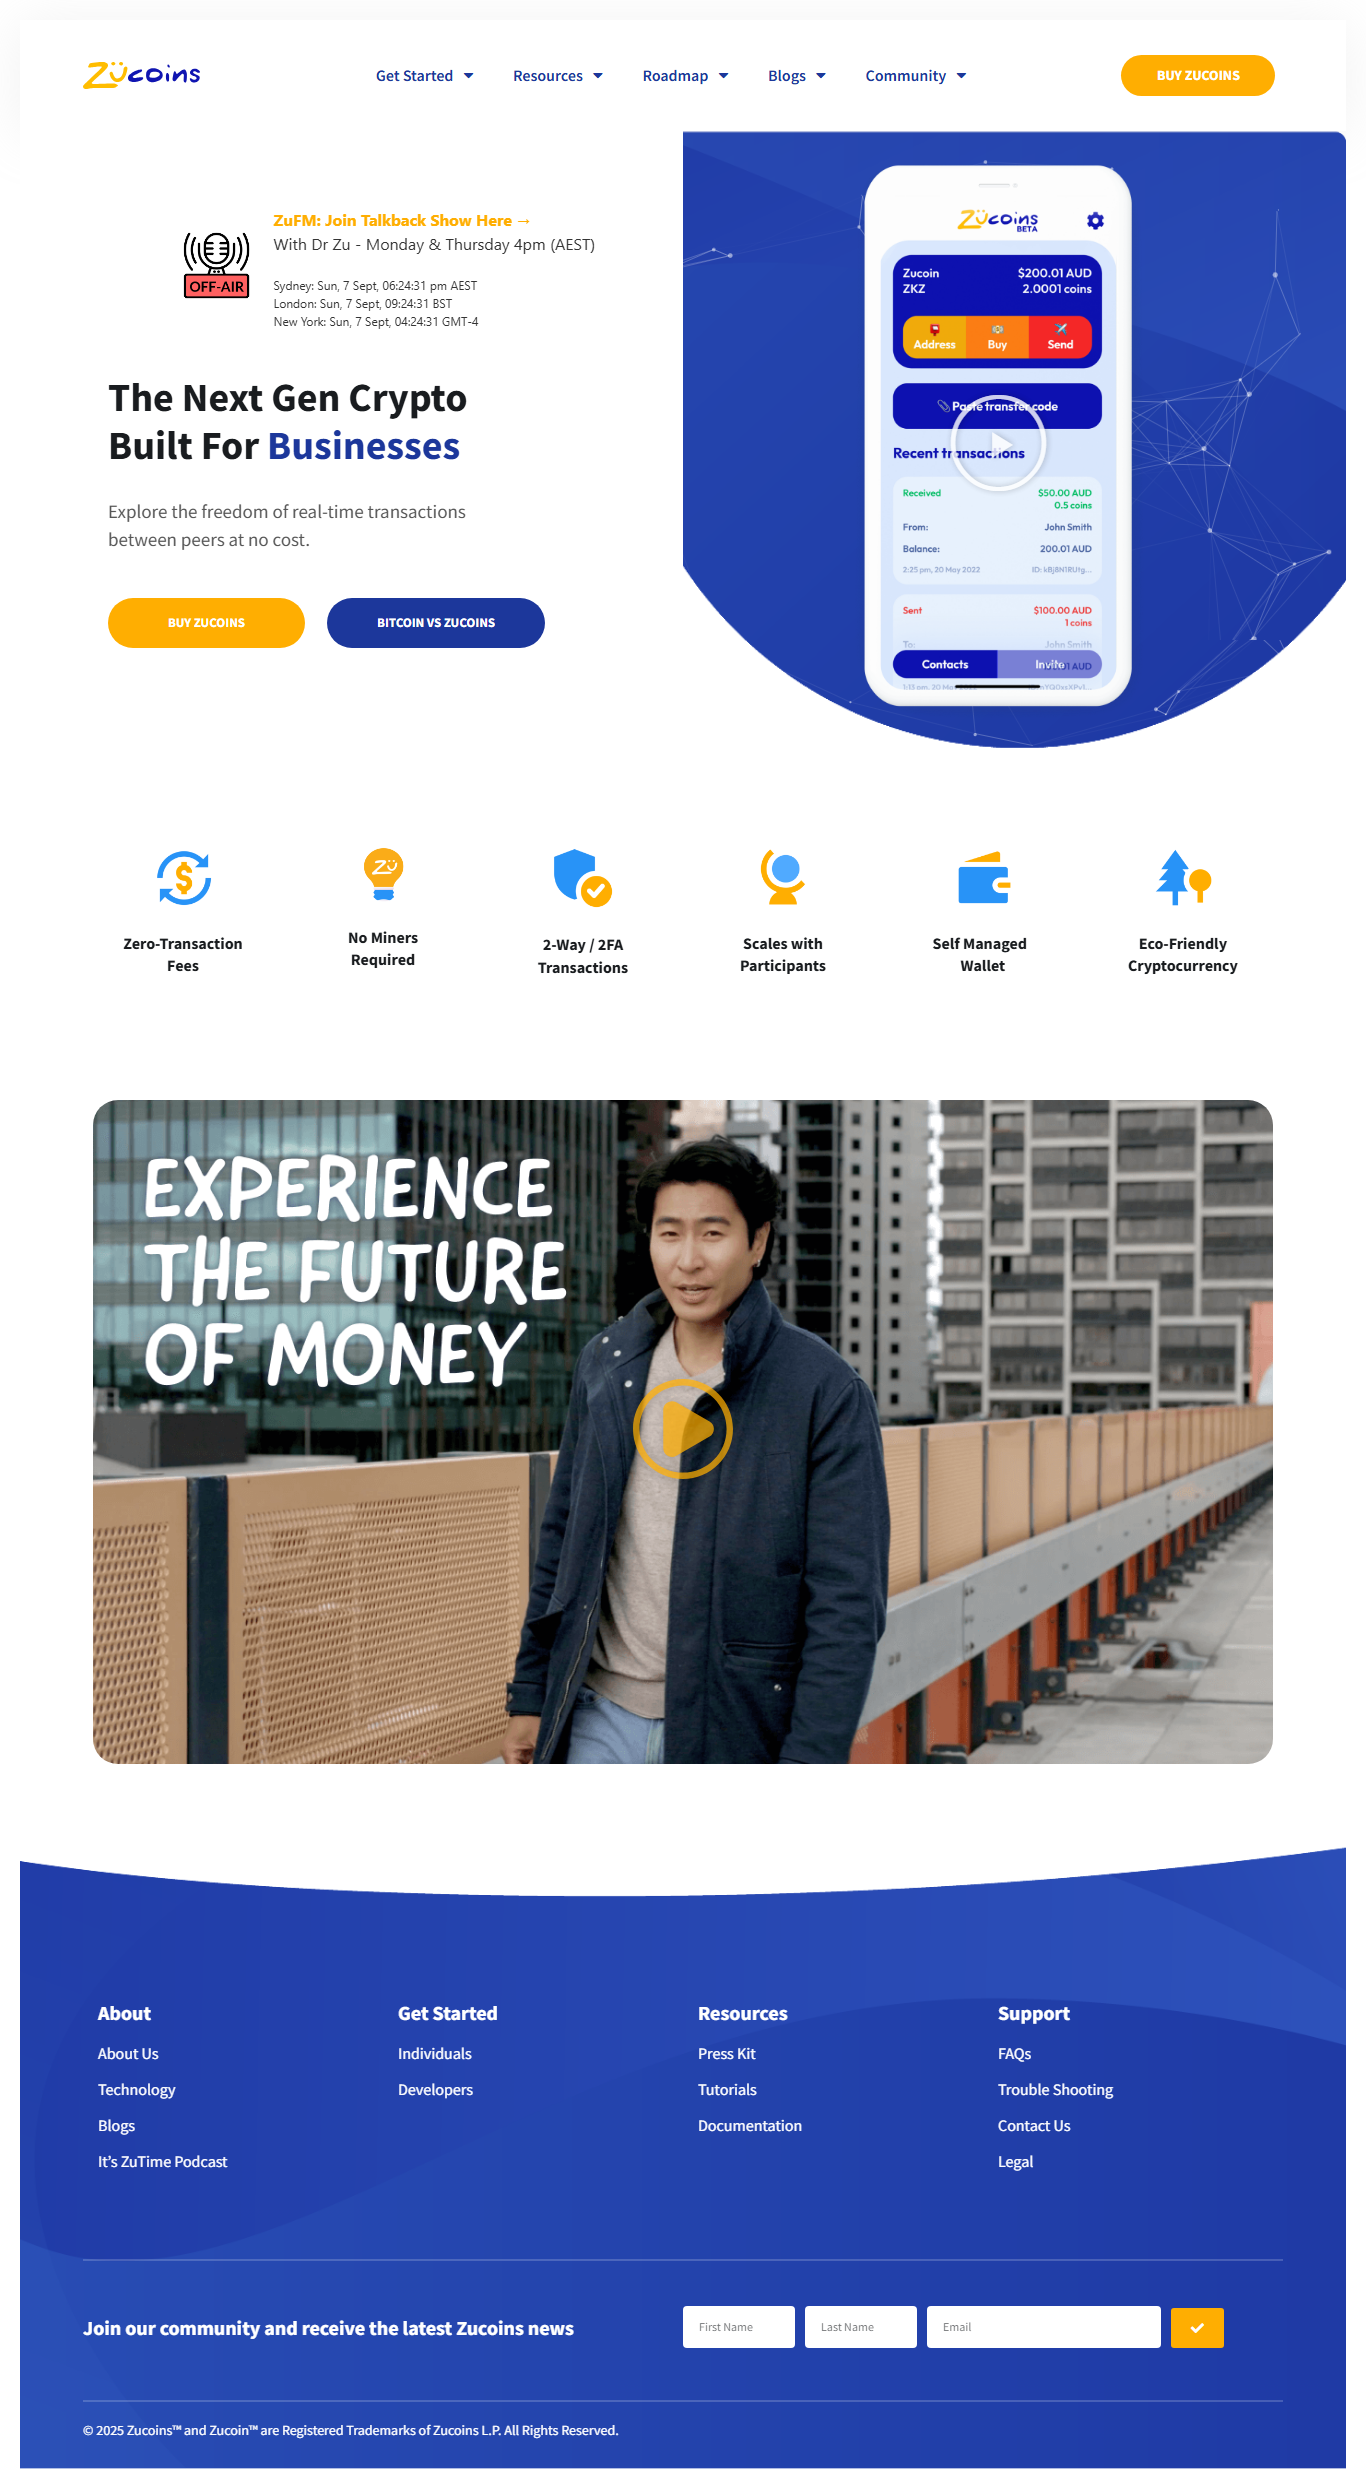 Zücoins
Get Started
Resources
Roadmap
Blogs
Community
BUY ZUCOINS
ZuFM: Join Talkback Show Here →
With Dr Zu - Monday & Thursday 4pm (AEST)
OFF-AIR
Sydney: Sun, 7 Sept, 06:24:31 pm AEST
London: Sun, 7 Sept, 09:24:31 BST
New York: Sun, 7 Sept, 04:24:31 GMT-4
The Next Gen Crypto
Built For Businesses
Explore the freedom of real-time transactions
between peers at no cost.
BUY ZUCOINS
BITCOIN VS ZUCOINS
Zücoins
BETA
Zucoin $200.01 AUD
ZKZ 2.0001 coins
Address Buy Send
Paste transfer code
Recent transactions
Received $50.00 AUD
0.5 coins
From: John Smith
Balance: 200.01 AUD
2:25 pm, 20 May 2022 ID: kBj8N1RUtg...
Sent $100.00 AUD
1 coins
To: John Smith
Contacts Invite
1:13 pm, 20 May
Zü
Zero-Transaction
Fees
No Miners
Required
2-Way / 2FA
Transactions
Scales with
Participants
Self Managed
Wallet
Eco-Friendly
Cryptocurrency
EXPERIENCE
THE FUTURE
OF MONEY
About
About Us
Technology
Blogs
It's ZuTime Podcast
Get Started
Individuals
Developers
Resources
Press Kit
Tutorials
Documentation
Support
FAQs
Trouble Shooting
Contact Us
Legal
Join our community and receive the latest Zucoins news
First Name
Last Name
Email
© 2025 Zucoins™ and Zucoin™ are Registered Trademarks of Zucoins L.P. All Rights Reserved.